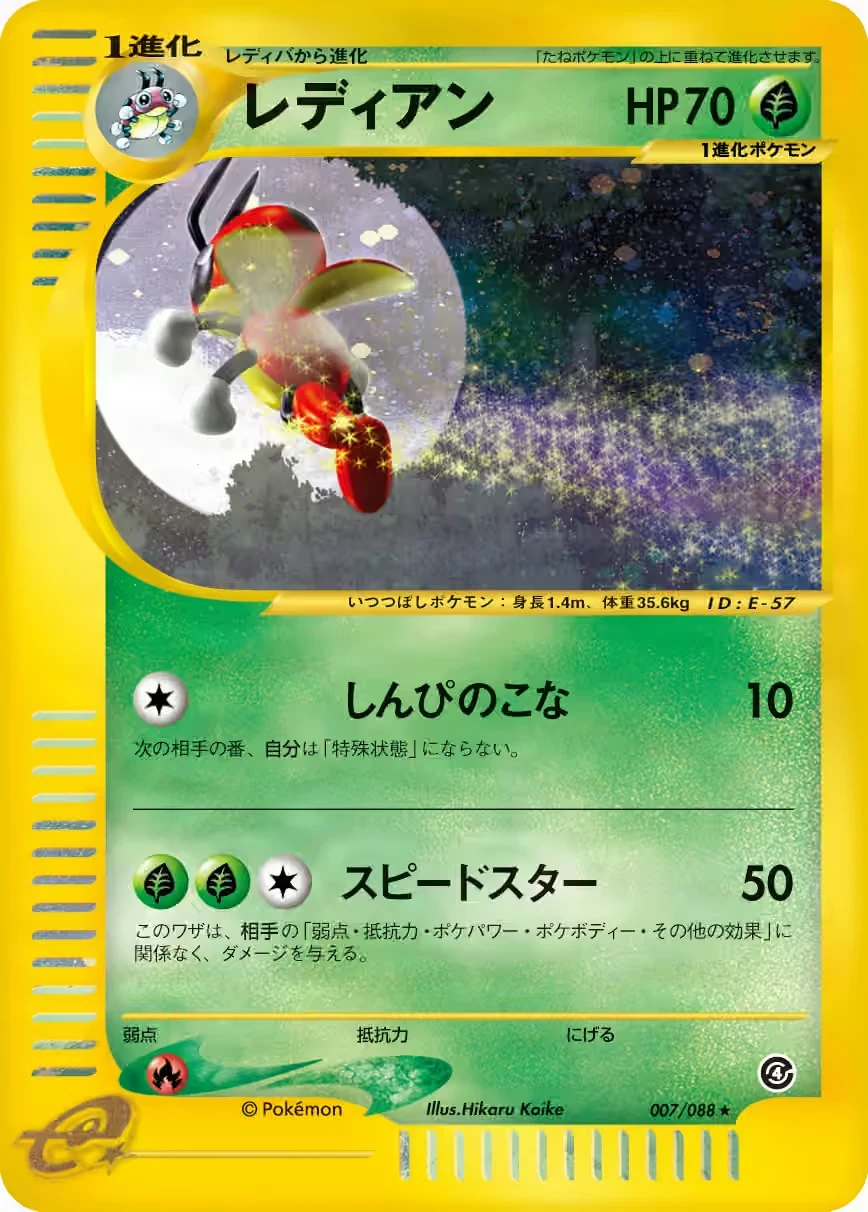 1進化
レディバから進化
「たねポケモン」の上に重ねて進化させます。
レディアン
HP70
1進化ポケモン
いつつぼしポケモン：身長1.4m、体重35.6kg ID:E-57
しんぴのこな 10
次の相手の番、自分は「特殊状態」にならない。
スピードスター 50
このワザは、相手の「弱点・抵抗力・ポケパワー・ポケボディー・その他の効果」に
関係なく、ダメージを与える。
弱点 抵抗力 にげる
4
© Pokémon Illus.Hikaru Koike 007/088★
e